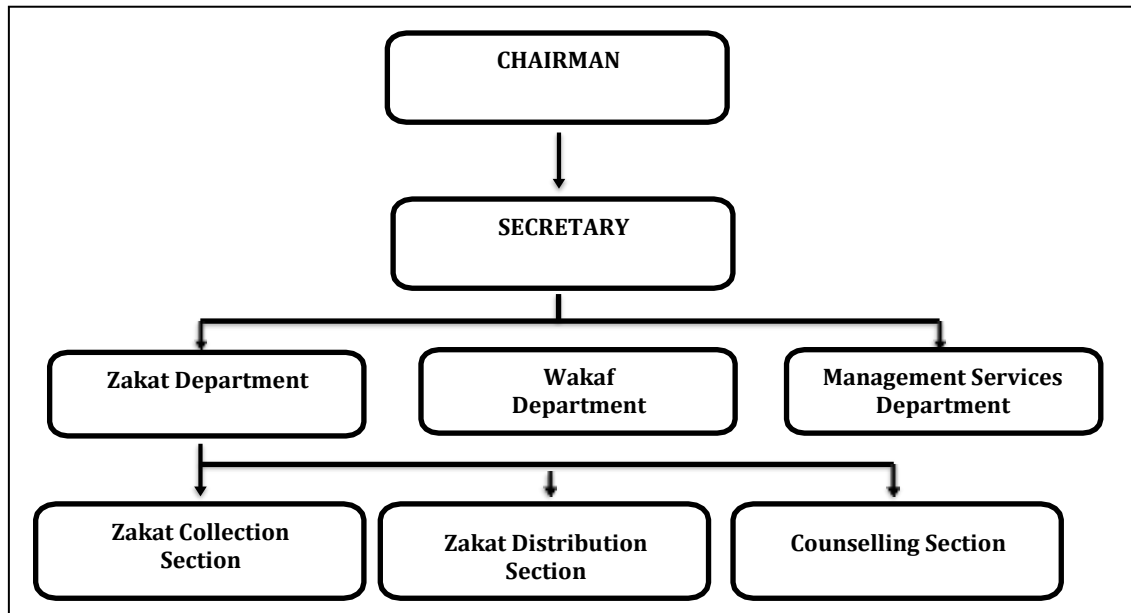 CHAIRMAN
SECRETARY
Zakat Department
Wakaf
Department
Management Services
Department
Zakat Collection
Section
Zakat Distribution
Section
Counselling Section